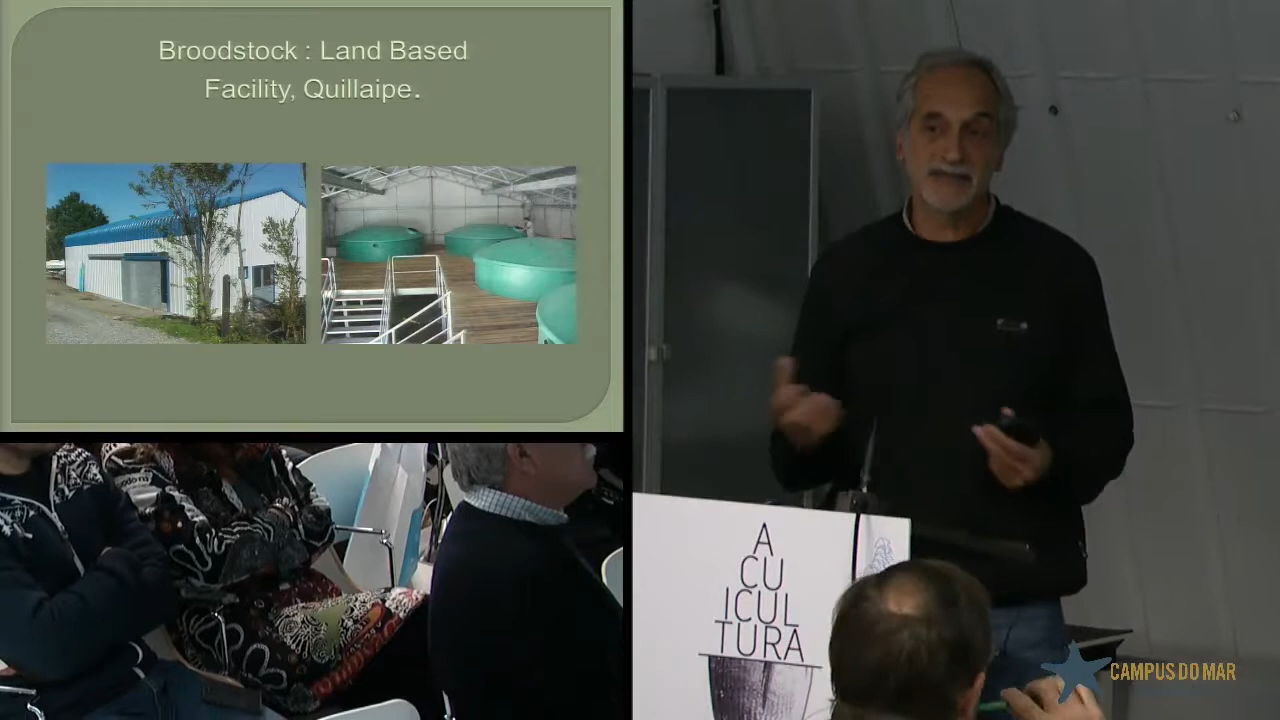 Broodstock : Land Based
Facility, Quillaipe.
A
CU
ICUL
TURA
CAMPUS DO MAR